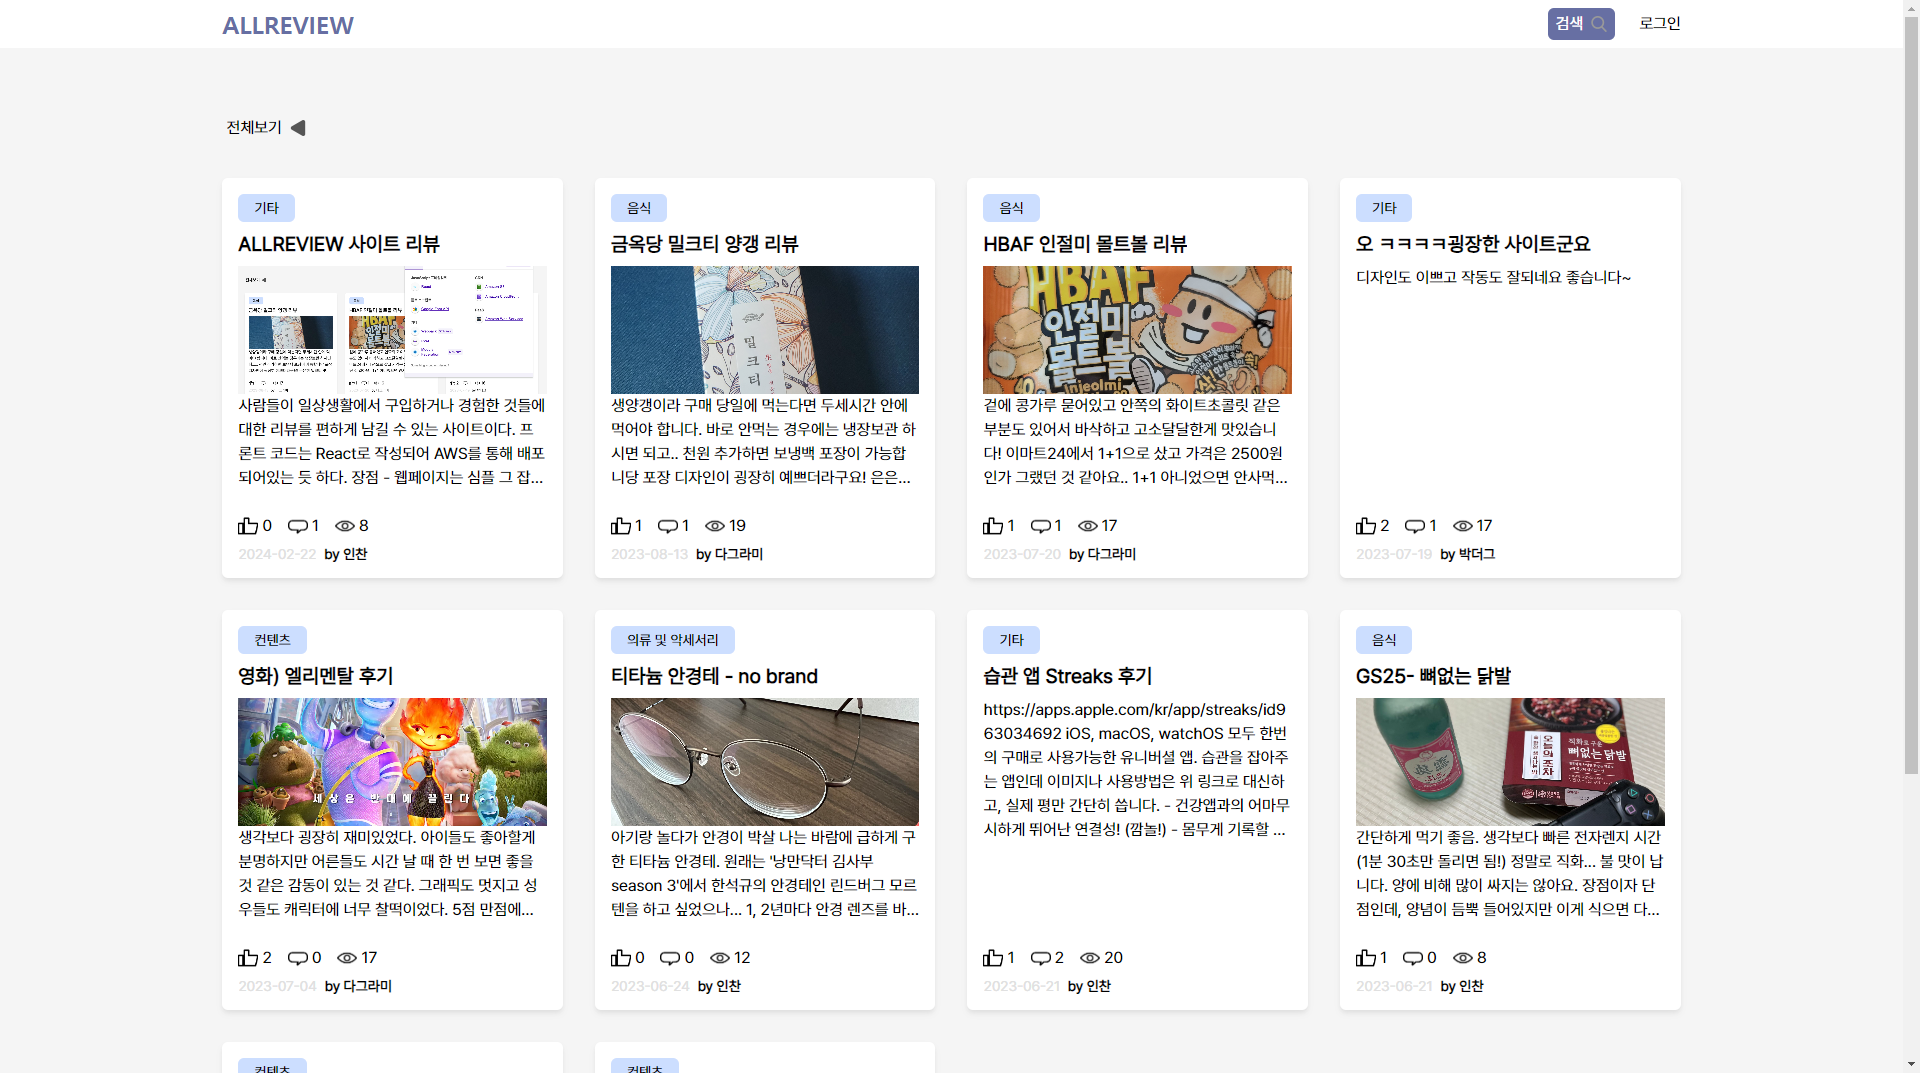 ALLREVIEW
검색
로그인
전체보기
기타
ALLREVIEW 사이트 리뷰
사람들이 일상생활에서 구입하거나 경험한 것들에
대한 리뷰를 편하게 남길 수 있는 사이트이다. 프
론트 코드는 React로 작성되어 AWS를 통해 배포
되어있는 듯 하다. 장점 - 웹페이지는 심플 그 잡...
0 1 8
2024-02-22 by 인찬
음식
금옥당 밀크티 양갱 리뷰
밀크티
생양갱이라 구매 당일에 먹는다면 두세시간 안에
먹어야 합니다. 바로 안먹는 경우에는 냉장보관 하
시면 되고.. 천원 추가하면 보냉백 포장이 가능합
니당 포장 디자인이 굉장히 예쁘더라구요! 은은...
1 1 19
2023-08-13 by 다그라미
음식
HBAF 인절미 몰트볼 리뷰
HBAF
인절미
몰트볼
Injeolmi
겉에 콩가루 묻어있고 안쪽의 화이트초콜릿 같은
부분도 있어서 바삭하고 고소달달한게 맛있습니
다! 이마트24에서 1+1으로 샀고 가격은 2500원
인가 그랬던 것 같아요.. 1+1 아니었으면 안사먹...
1 1 17
2023-07-20 by 다그라미
기타
오 ㅋㅋㅋㅋ굉장한 사이트군요
디자인도 이쁘고 작동도 잘되네요 좋습니다~
2 1 17
2023-07-19 by 박더그
컨텐츠
영화) 엘리멘탈 후기
세상은 반대에 끌린다
생각보다 굉장히 재미있었다. 아이들도 좋아할게
분명하지만 어른들도 시간 날 때 한 번 보면 좋을
것 같은 감동이 있는 것 같다. 그래픽도 멋지고 성
우들도 캐릭터에 너무 찰떡이었다. 5점 만점에...
2 0 17
2023-07-04 by 다그라미
의류 및 악세서리
티타늄 안경테 - no brand
아기랑 놀다가 안경이 박살 나는 바람에 급하게 구
한 티타늄 안경테. 원래는 '낭만닥터 김사부
season 3'에서 한석규의 안경테인 린드버그 모르
텐을 하고 싶었으나... 1, 2년마다 안경 렌즈를 바...
0 0 12
2023-06-24 by 인찬
기타
습관 앱 Streaks 후기
https://apps.apple.com/kr/app/streaks/id9
63034692 iOS, macOS, watchOS 모두 한번
의 구매로 사용가능한 유니버셜 앱. 습관을 잡아주
는 앱인데 이미지나 사용방법은 위 링크로 대신하
고, 실제 평만 간단히 씁니다. - 건강앱과의 어마무
시하게 뛰어난 연결성! (깜놀!) - 몸무게 기록할 ...
1 2 20
2023-06-21 by 인찬
음식
GS25- 뼈없는 닭발
오늘의 조차
뼈없는 닭발
간단하게 먹기 좋음. 생각보다 빠른 전자렌지 시간
(1분 30초만 돌리면 됨!) 정말로 직화... 불 맛이 납
니다. 양에 비해 많이 싸지는 않아요. 장점이자 단
점인데, 양념이 듬뿍 들어있지만 이게 식으면 다...
1 0 8
2023-06-21 by 인찬
컨텐츠
컨텐츠